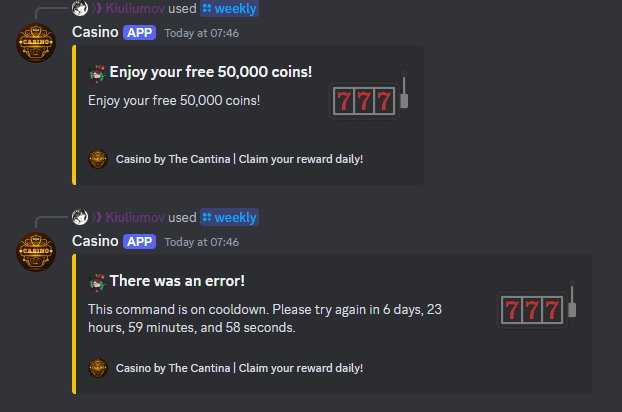 Kiuliumov used weekly
Casino APP Today at 07:46
Enjoy your free 50,000 coins!
Enjoy your free 50,000 coins!
777
Casino by The Cantina | Claim your reward daily!
Kiuliumov used weekly
Casino APP Today at 07:46
There was an error!
This command is on cooldown. Please try again in 6 days, 23
hours, 59 minutes, and 58 seconds.
777
Casino by The Cantina | Claim your reward daily!